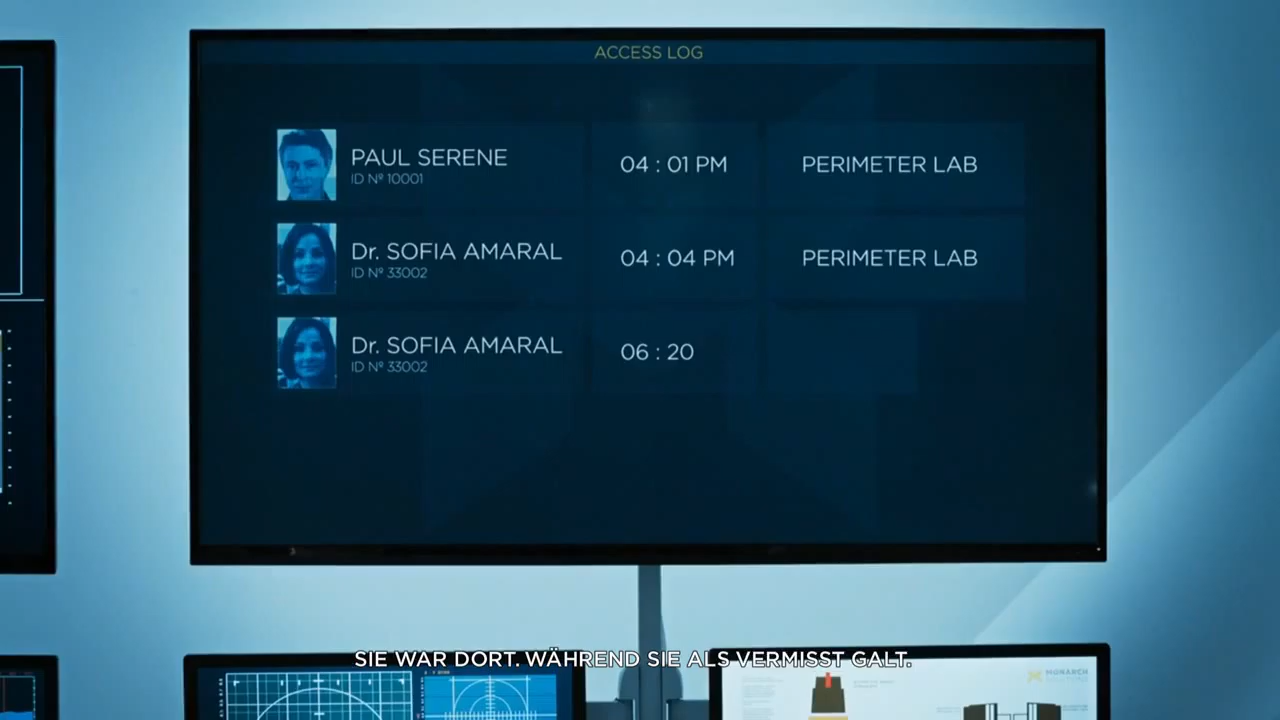 ACCESS LOG
PAUL SERENE
ID Nº 10001
04 : 01 PM
PERIMETER LAB
Dr. SOFIA AMARAL
ID Nº 33002
04 : 04 PM
PERIMETER LAB
Dr. SOFIA AMARAL
ID Nº 33002
06 : 20
SIE WAR DORT. WÄHREND SIE ALS VERMISST GALT.
MONARCH